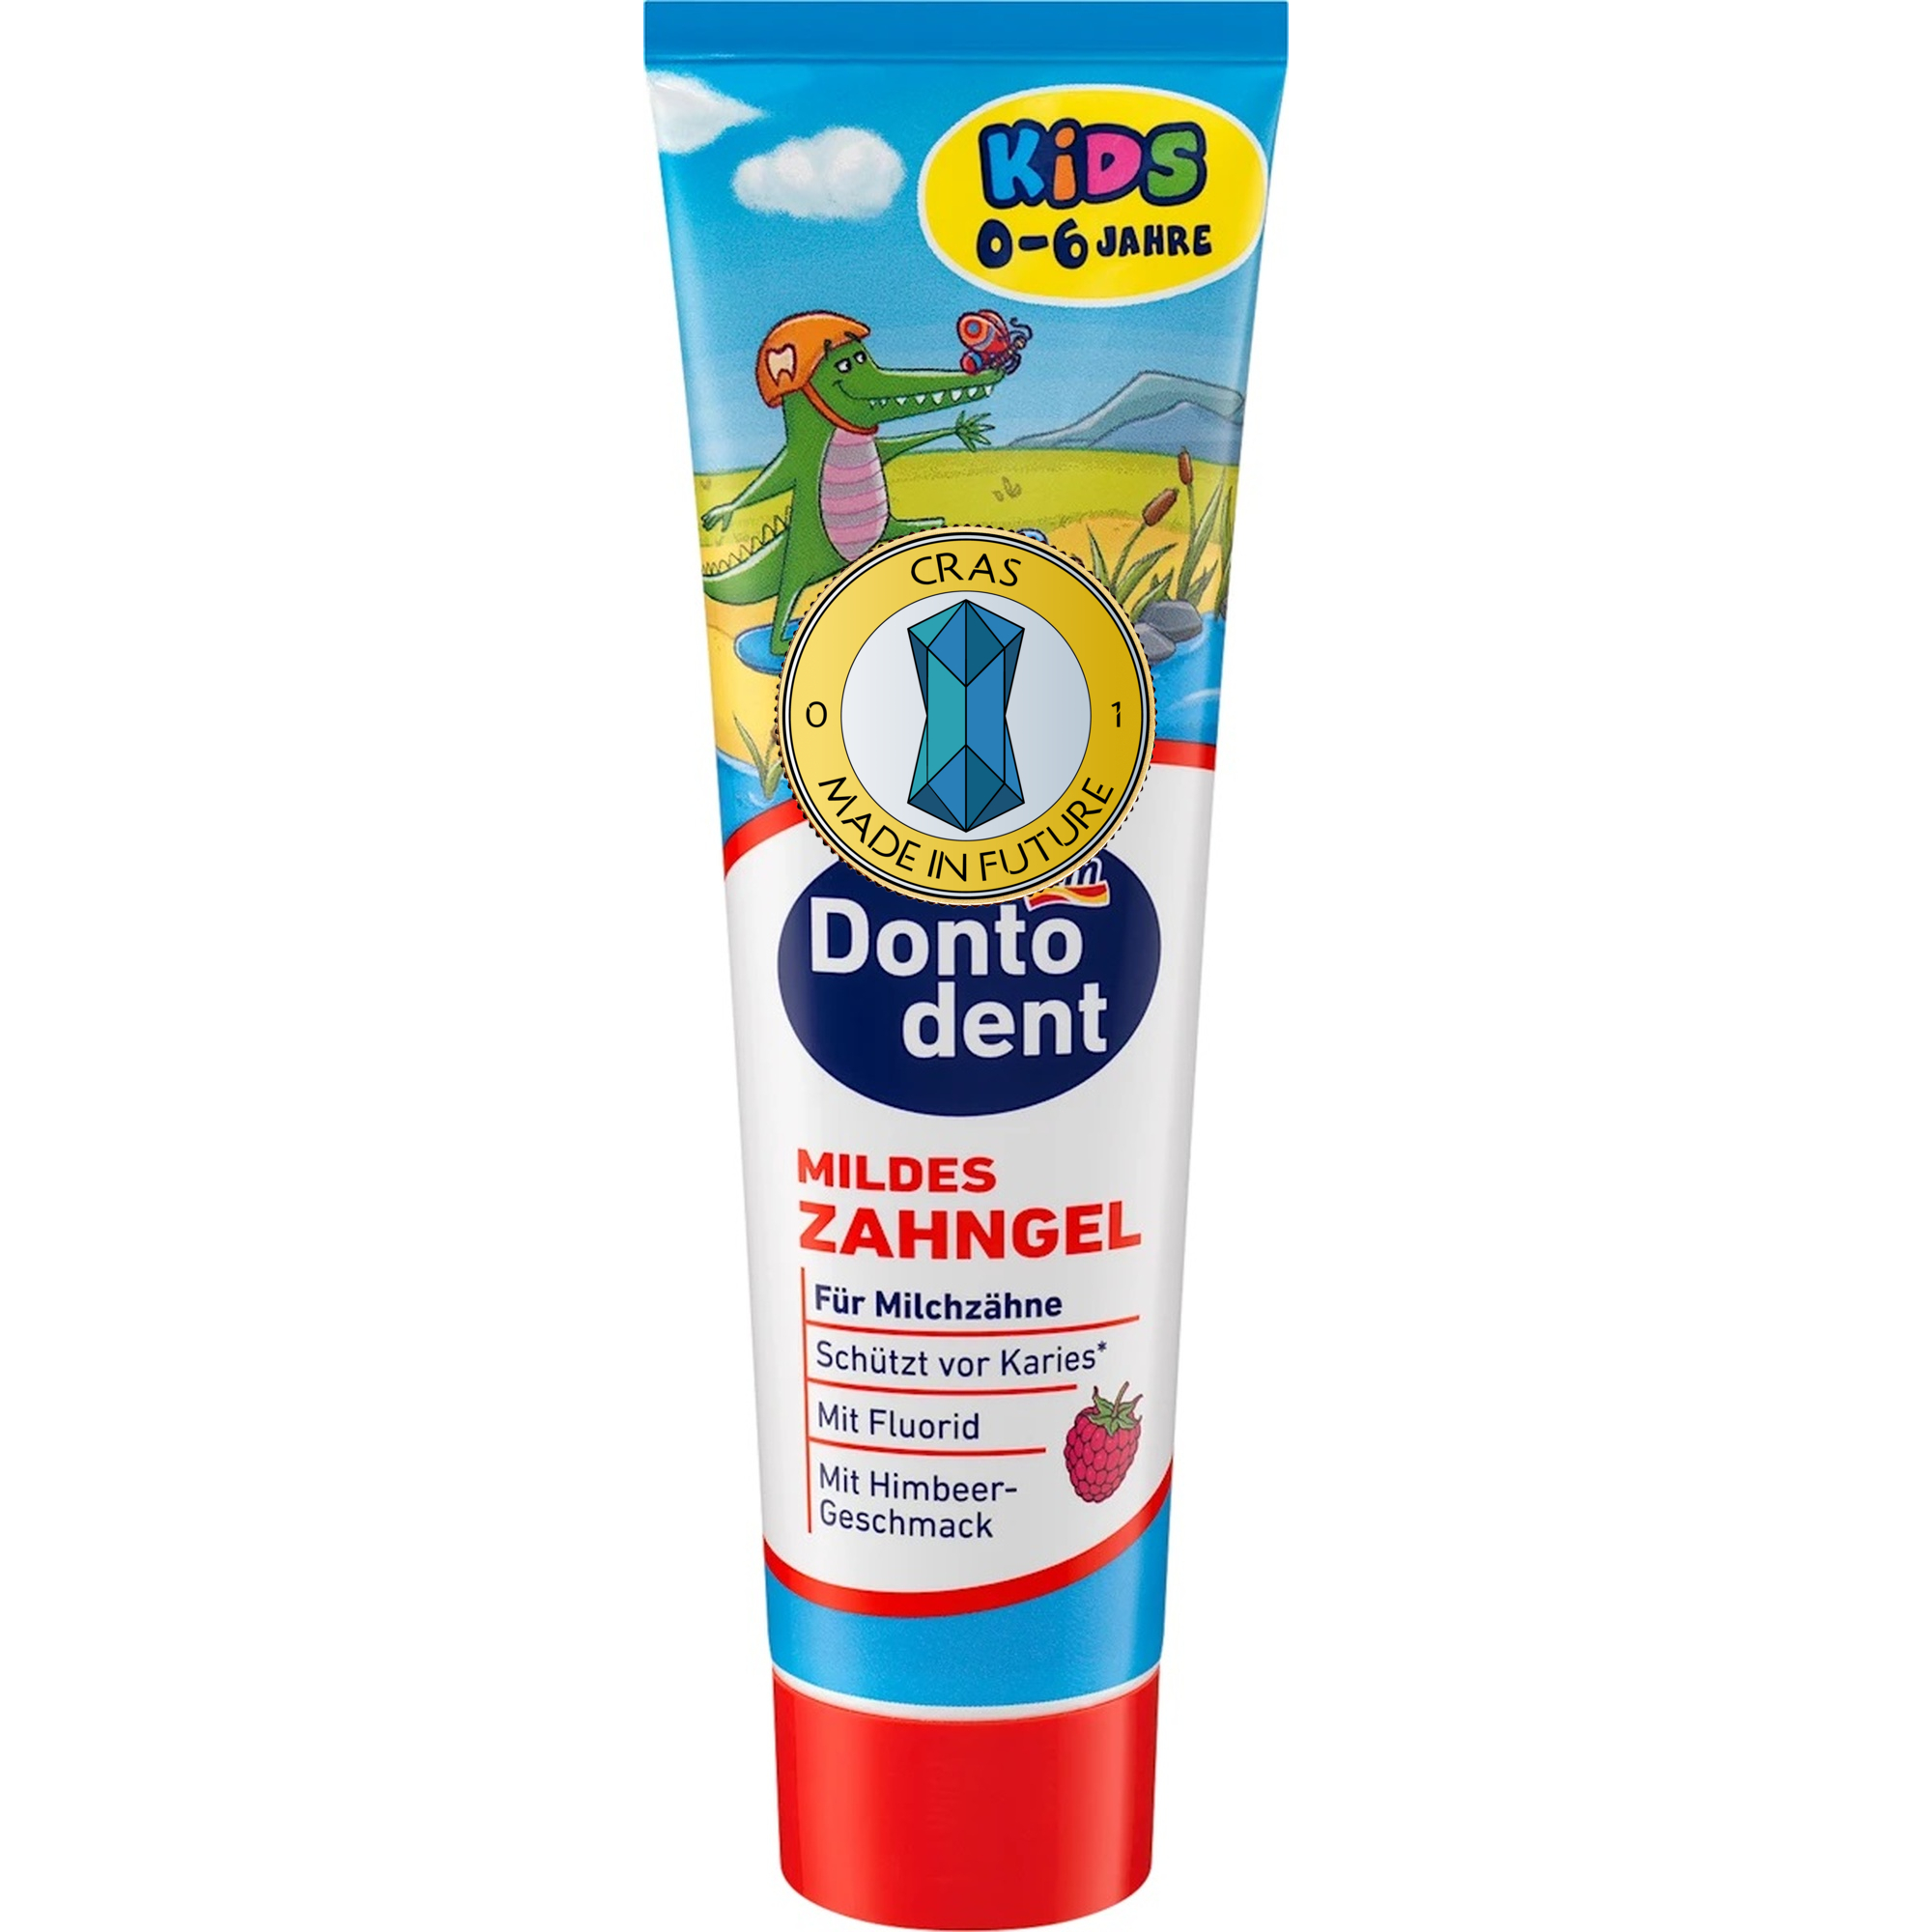 KiDS
0-6 JAHRE
CRAS
0 1
MADE IN FUTURE
Donto
dent
MILDES
ZAHNGEL
Für Milchzähne
Schützt vor Karies*
Mit Fluorid
Mit Himbeer-
Geschmack